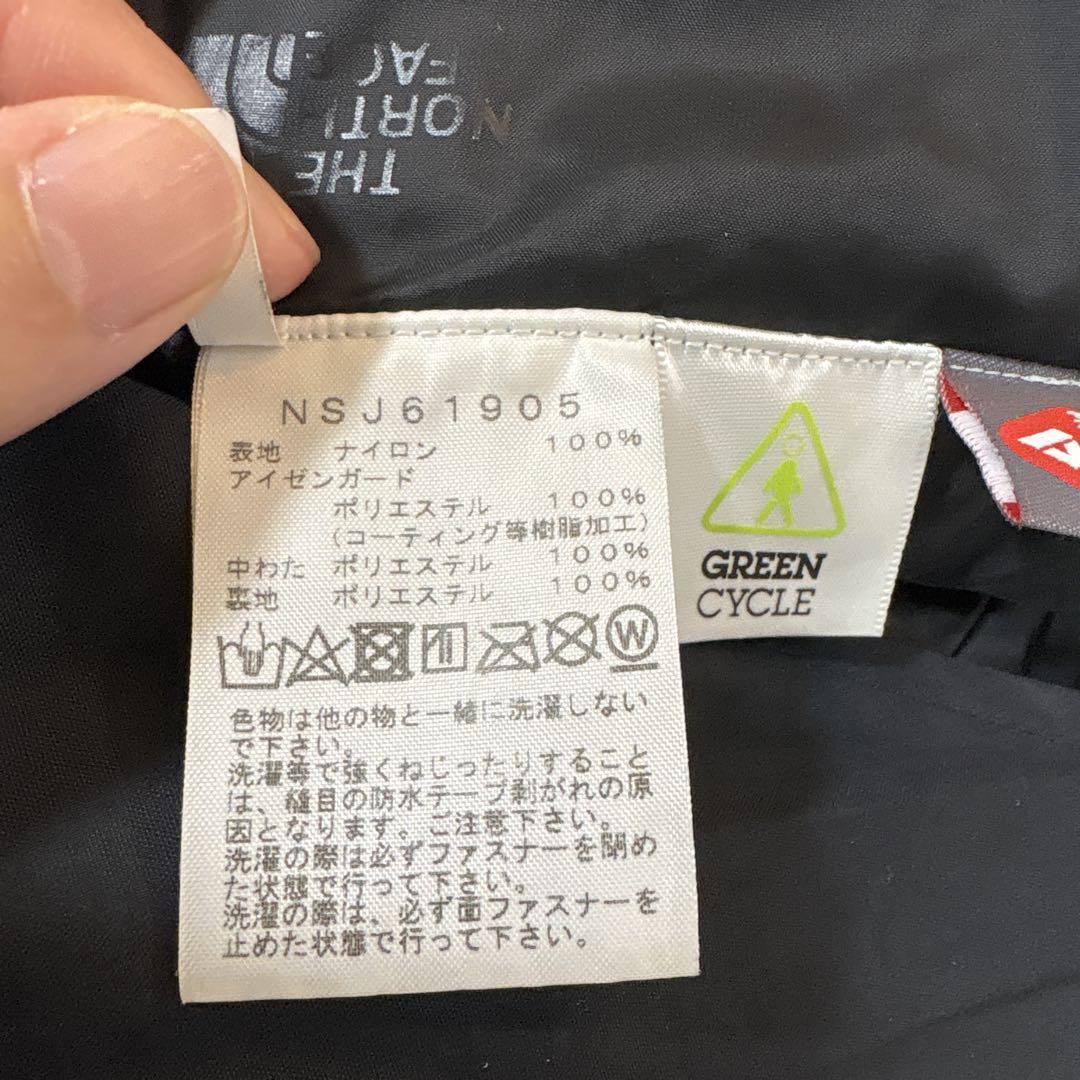 THE
NORTH
FACE
NSJ61905
表地 ナイロン 100%
アイゼンガード
ポリエステル 100%
(コーティング等樹脂加工)
中わた ポリエステル 100%
裏地 ポリエステル 100%
W
色物は他の物と一緒に洗濯しない
で下さい。
洗濯等で強くねじったりすること
は、縫目の防水テープ剥がれの原
因となります。ご注意下さい。
洗濯の際は必ずファスナーを閉め
た状態で行って下さい。
洗濯の際は、必ず面ファスナーを
止めた状態で行って下さい。
GREEN
CYCLE